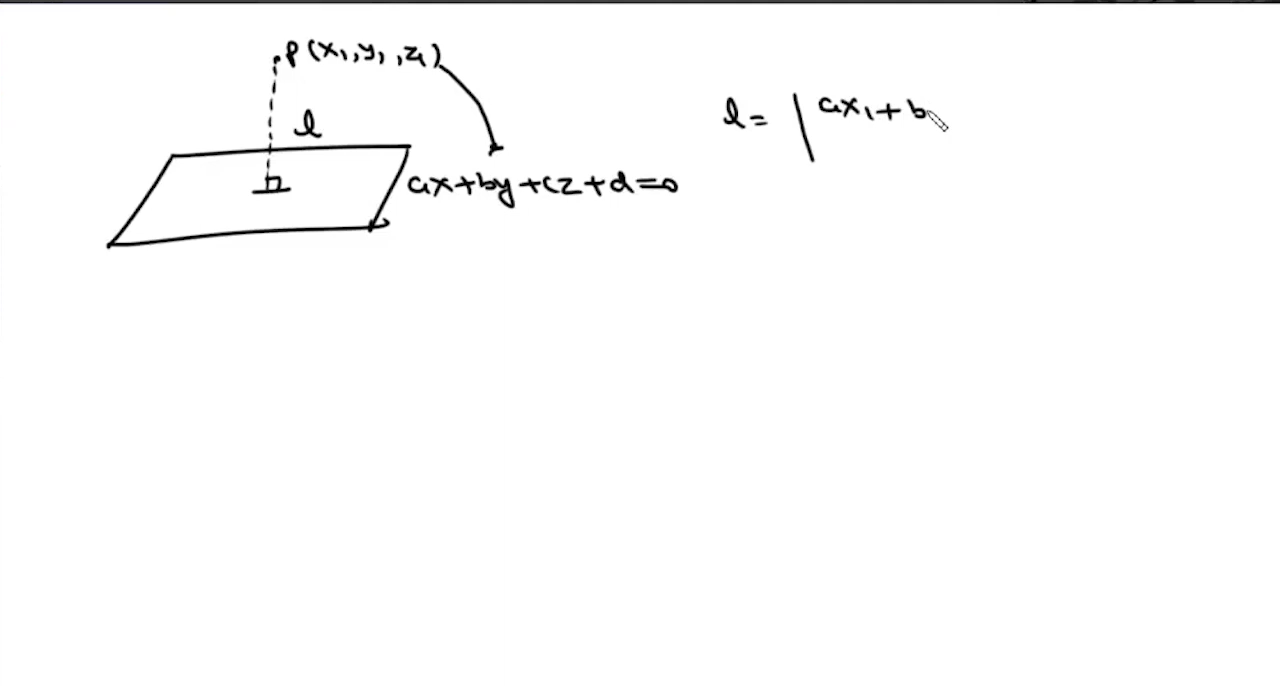 P(x₁,y₁,z₁)
l
l= |ax₁+b
ax+by+cz+d=0